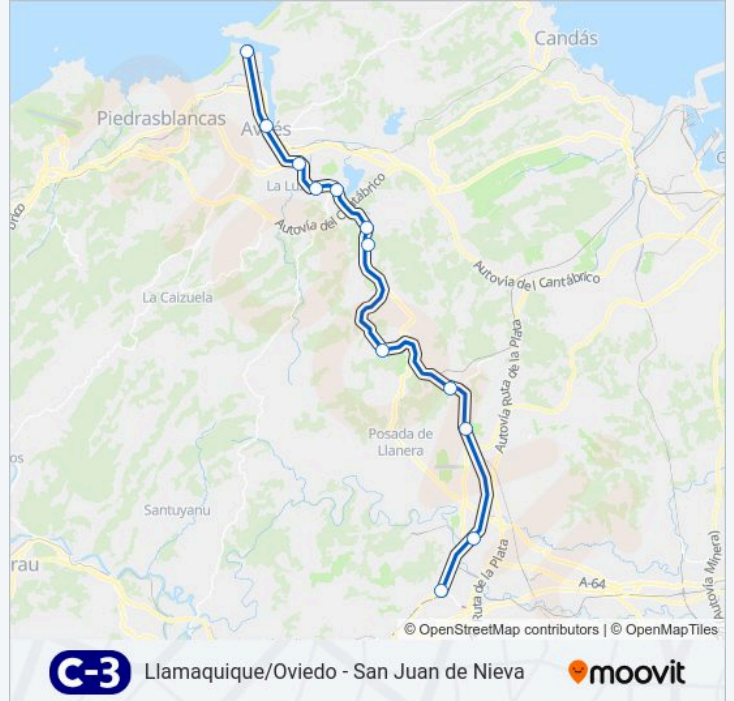 Candás
Piedrasblancas
La Lu
Autovía del Cantábrico
Autovía del Cantábrico
La Caizuela
Autovía Ruta de la Plata
Posada de
Llanera
os
Santuyanu
rau
Ruta de la Plata
A-64
Autovía Minera)
© OpenStreetMap contributors | © OpenMapTiles
C-3 Llamaquique/Oviedo - San Juan de Nieva moovit